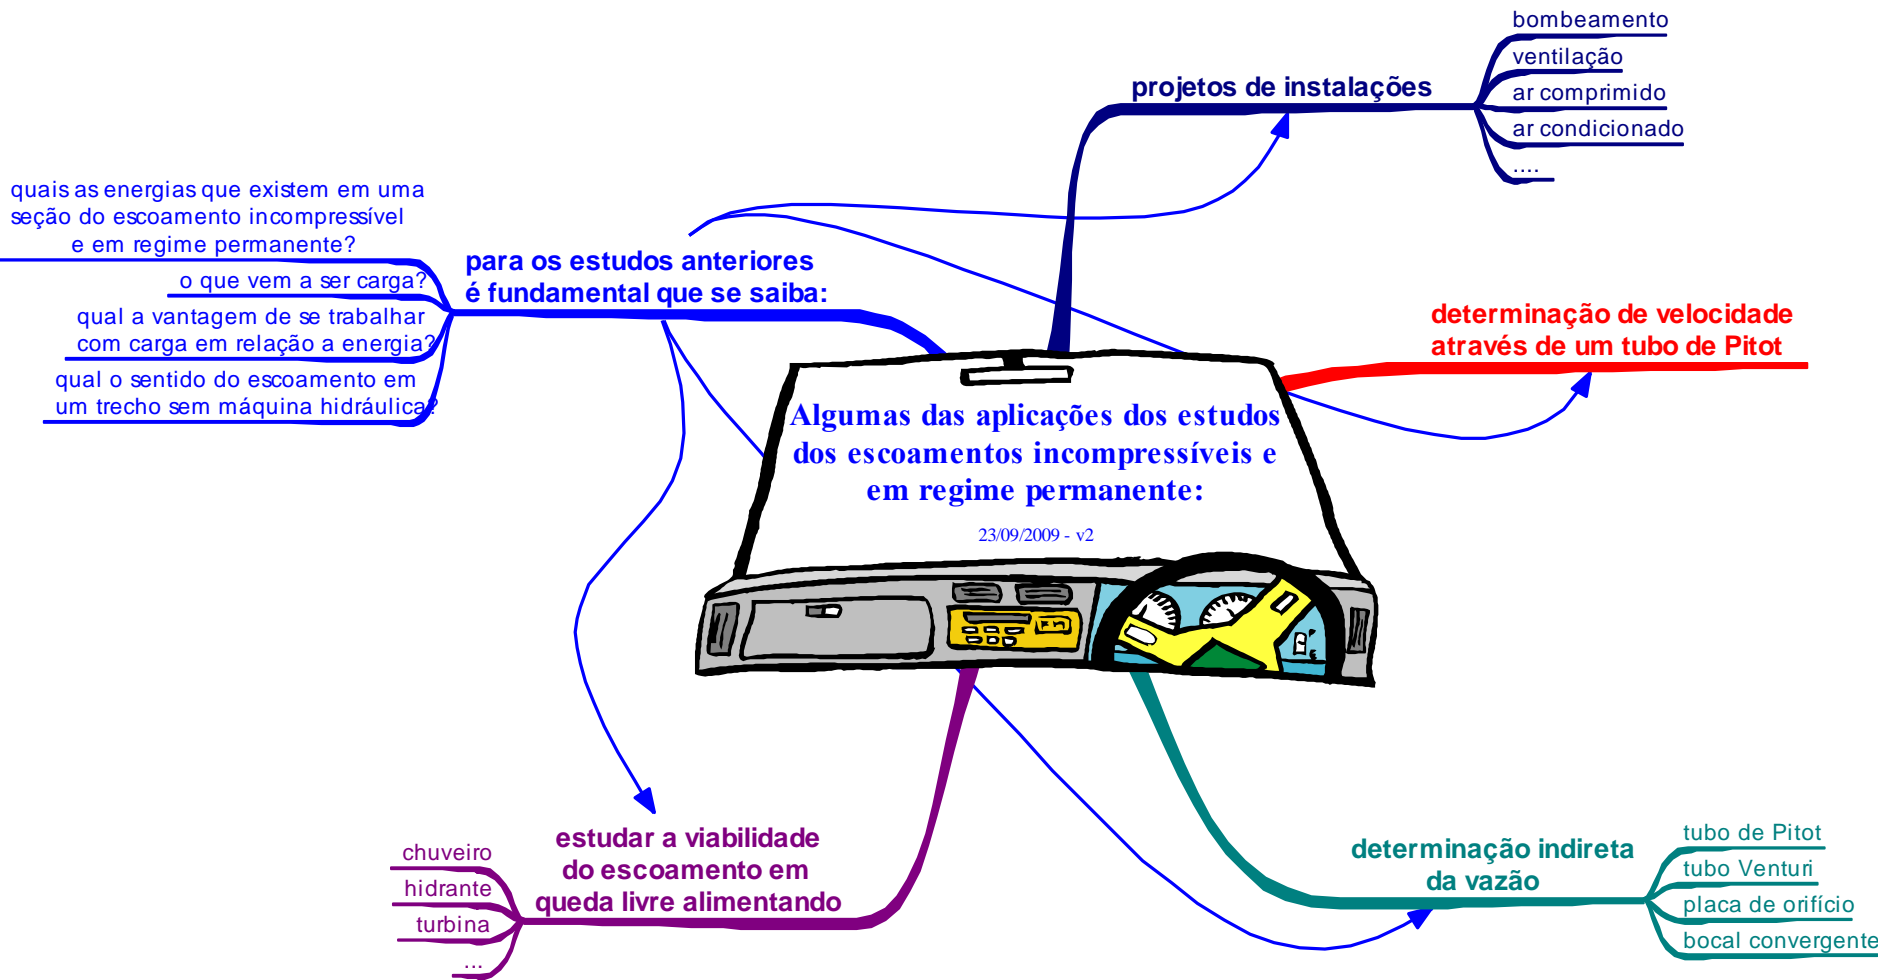 Algumas das aplicações dos estudos
dos escoamentos incompressíveis e
em regime permanente:
23/09/2009 - v2
projetos de instalações
bombeamento
ventilação
ar comprimido
ar condicionado
....
determinação de velocidade
através de um tubo de Pitot
determinação indireta
da vazão
tubo de Pitot
tubo Venturi
placa de orifício
bocal convergente
estudar a viabilidade
do escoamento em
queda livre alimentando
chuveiro
hidrante
turbina
...
para os estudos anteriores
é fundamental que se saiba:
quais as energias que existem em uma
seção do escoamento incompressível
e em regime permanente?
o que vem a ser carga?
qual a vantagem de se trabalhar
com carga em relação a energia?
qual o sentido do escoamento em
um trecho sem máquina hidráulica?